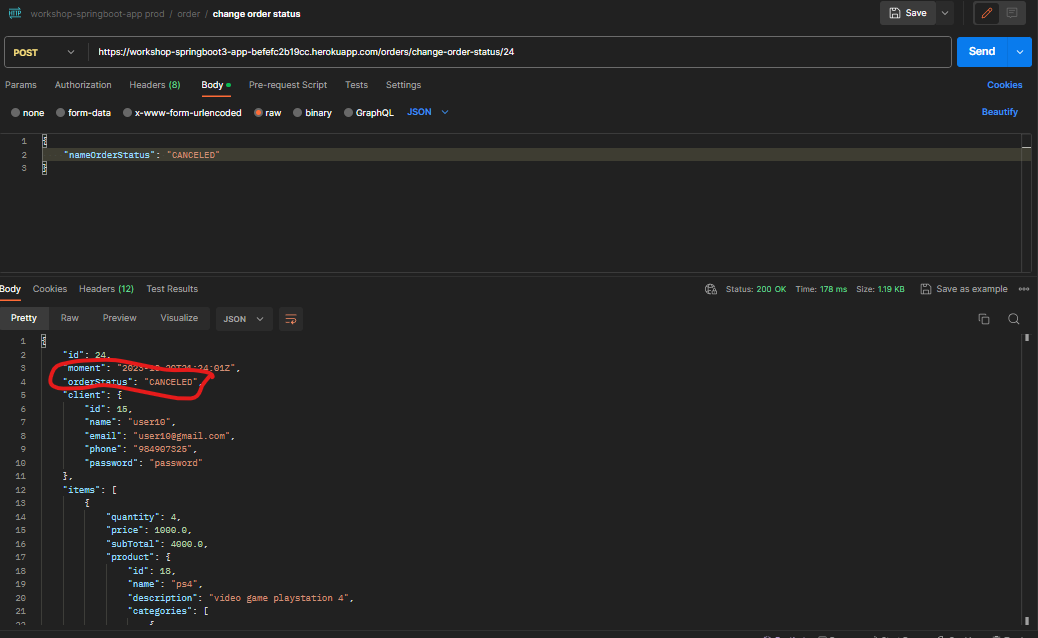 HTTP workshop-springboot-app prod / order / change order status
Save
POST https://workshop-springboot3-app-befefc2b19cc.herokuapp.com/orders/change-order-status/24 Send
Params Authorization Headers (8) Body Pre-request Script Tests Settings Cookies
none form-data x-www-form-urlencoded raw binary GraphQL JSON Beautify
1 {
2 "nameOrderStatus": "CANCELED"
3 }
Body Cookies Headers (12) Test Results Status: 200 OK Time: 178 ms Size: 1.19 KB Save as example
Pretty Raw Preview Visualize JSON
1 {
2 "id": 24,
3 "moment":
4 "orderStatus": "CANCELED",
5 "client": {
6 "id": 15,
7 "name": "user10",
8 "email": "user10@gmail.com",
9 "phone": "984907325",
10 "password": "password"
11 },
12 "items": [
13 {
14 "quantity": 4,
15 "price": 1000.0,
16 "subTotal": 4000.0,
17 "product": {
18 "id": 18,
19 "name": "ps4",
20 "description": "video game playstation 4",
21 "categories": [
22 {